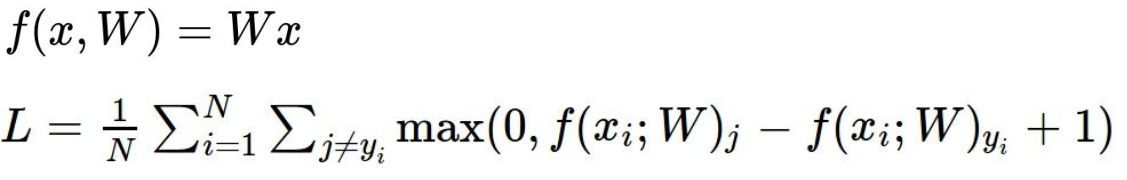 f(x, W) = Wx
L = \frac{1}{N} \sum_{i=1}^{N} \sum_{j \neq y_i} \max(0, f(x_i; W)_j - f(x_i; W)_{y_i} + 1)